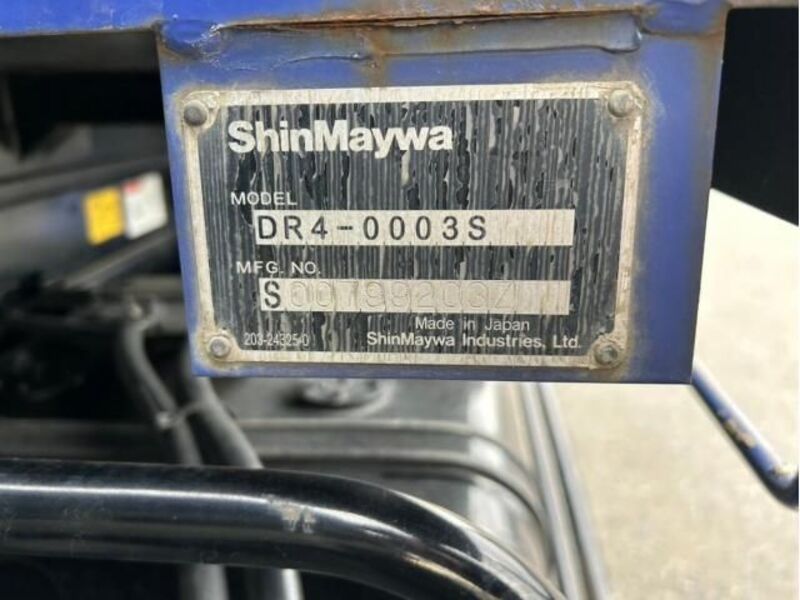 ShinMaywa
MODEL
DR4-0003S
MFG. NO.
Made in Japan
203-24325-0
ShinMaywa Industries, Ltd.